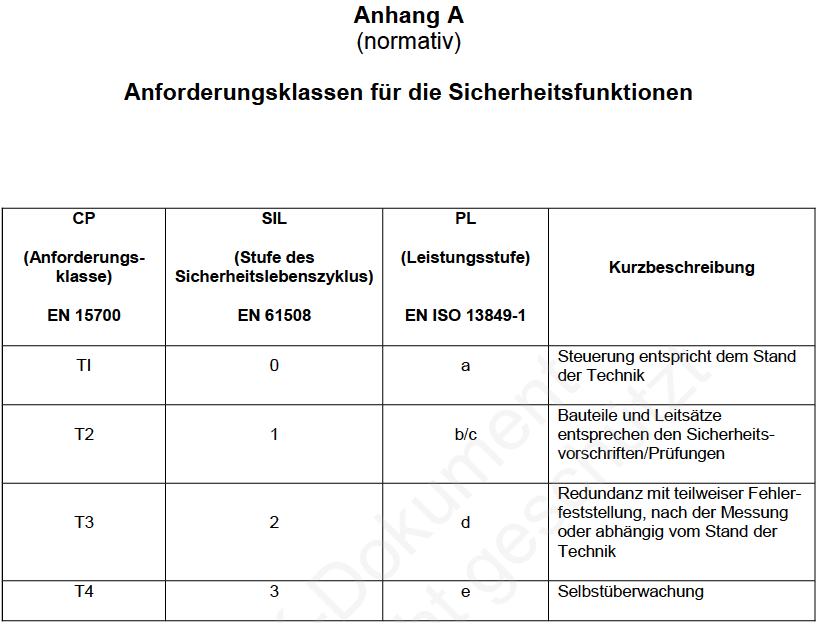 Anhang A
(normativ)
Anforderungsklassen für die Sicherheitsfunktionen
CP
(Anforderungs-
klasse)
EN 15700
SIL
(Stufe des
Sicherheitslebenszyklus)
EN 61508
PL
(Leistungsstufe)
EN ISO 13849-1
Kurzbeschreibung
TI
0
a
Steuerung entspricht dem Stand
der Technik
T2
1
b/c
Bauteile und Leitsätze
entsprechen den Sicherheits-
vorschriften/Prüfungen
T3
2
d
Redundanz mit teilweiser Fehler-
feststellung, nach der Messung
oder abhängig vom Stand der
Technik
T4
3
e
Selbstüberwachung
-Dokument
geschützt